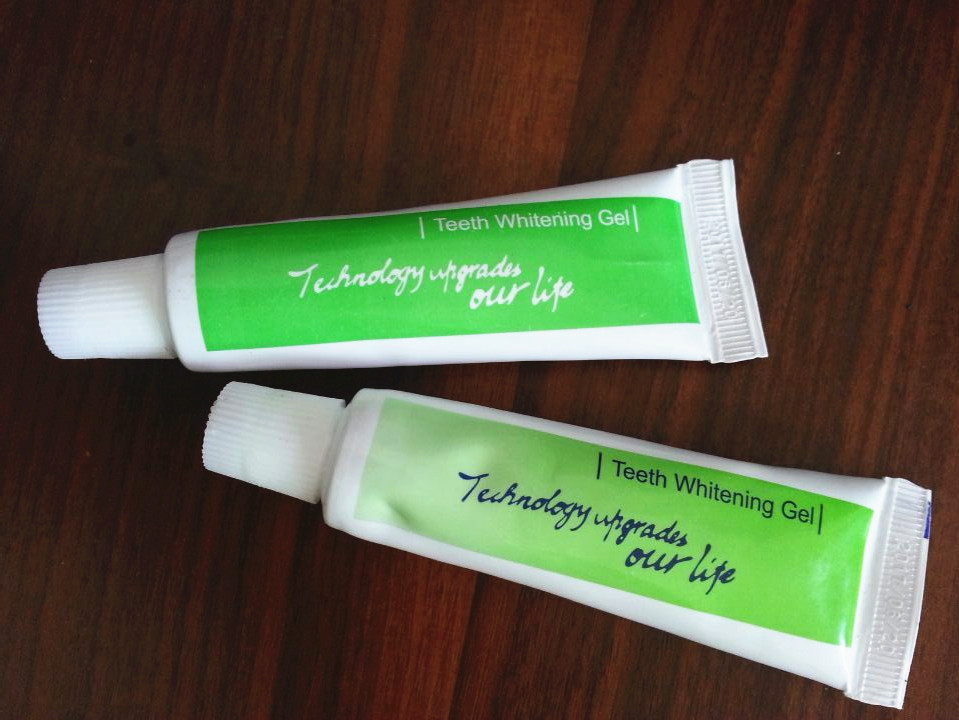 | Teeth Whitening Gel|
Technology upgrades
our life
| Teeth Whitening Gel|
Technology upgrades
our life